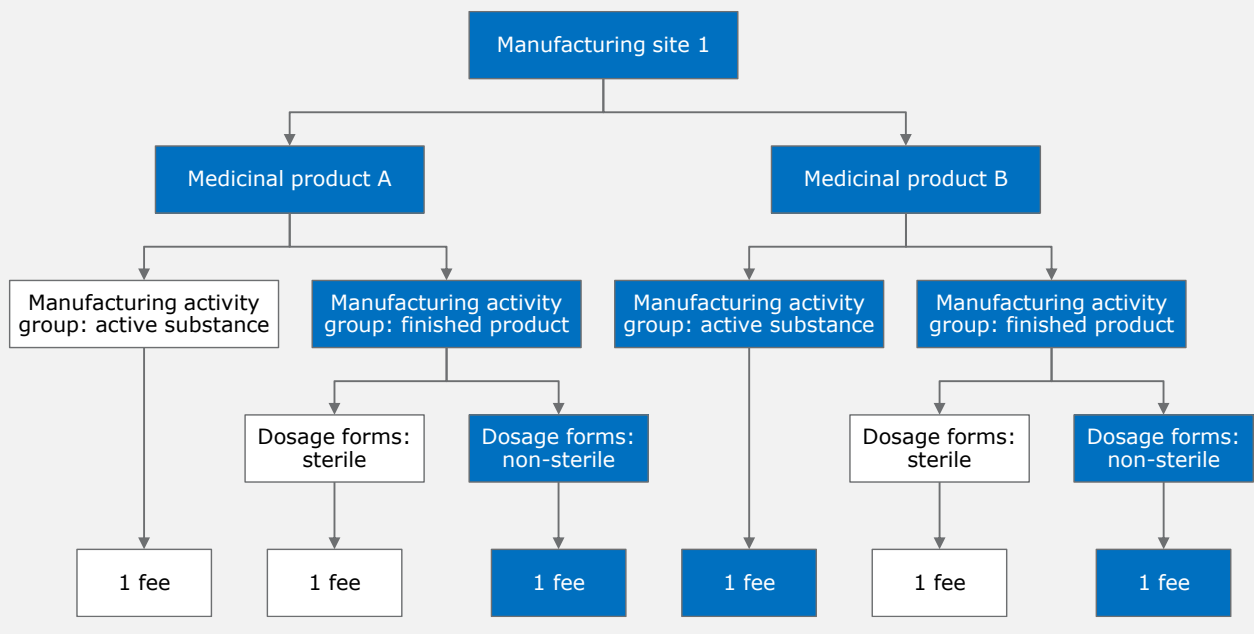 Manufacturing site 1
Medicinal product A
Medicinal product B
Manufacturing activity
group: active substance
Manufacturing activity
group: finished product
Manufacturing activity
group: active substance
Manufacturing activity
group: finished product
Dosage forms:
sterile
Dosage forms:
non-sterile
Dosage forms:
sterile
Dosage forms:
non-sterile
1 fee
1 fee
1 fee
1 fee
1 fee
1 fee